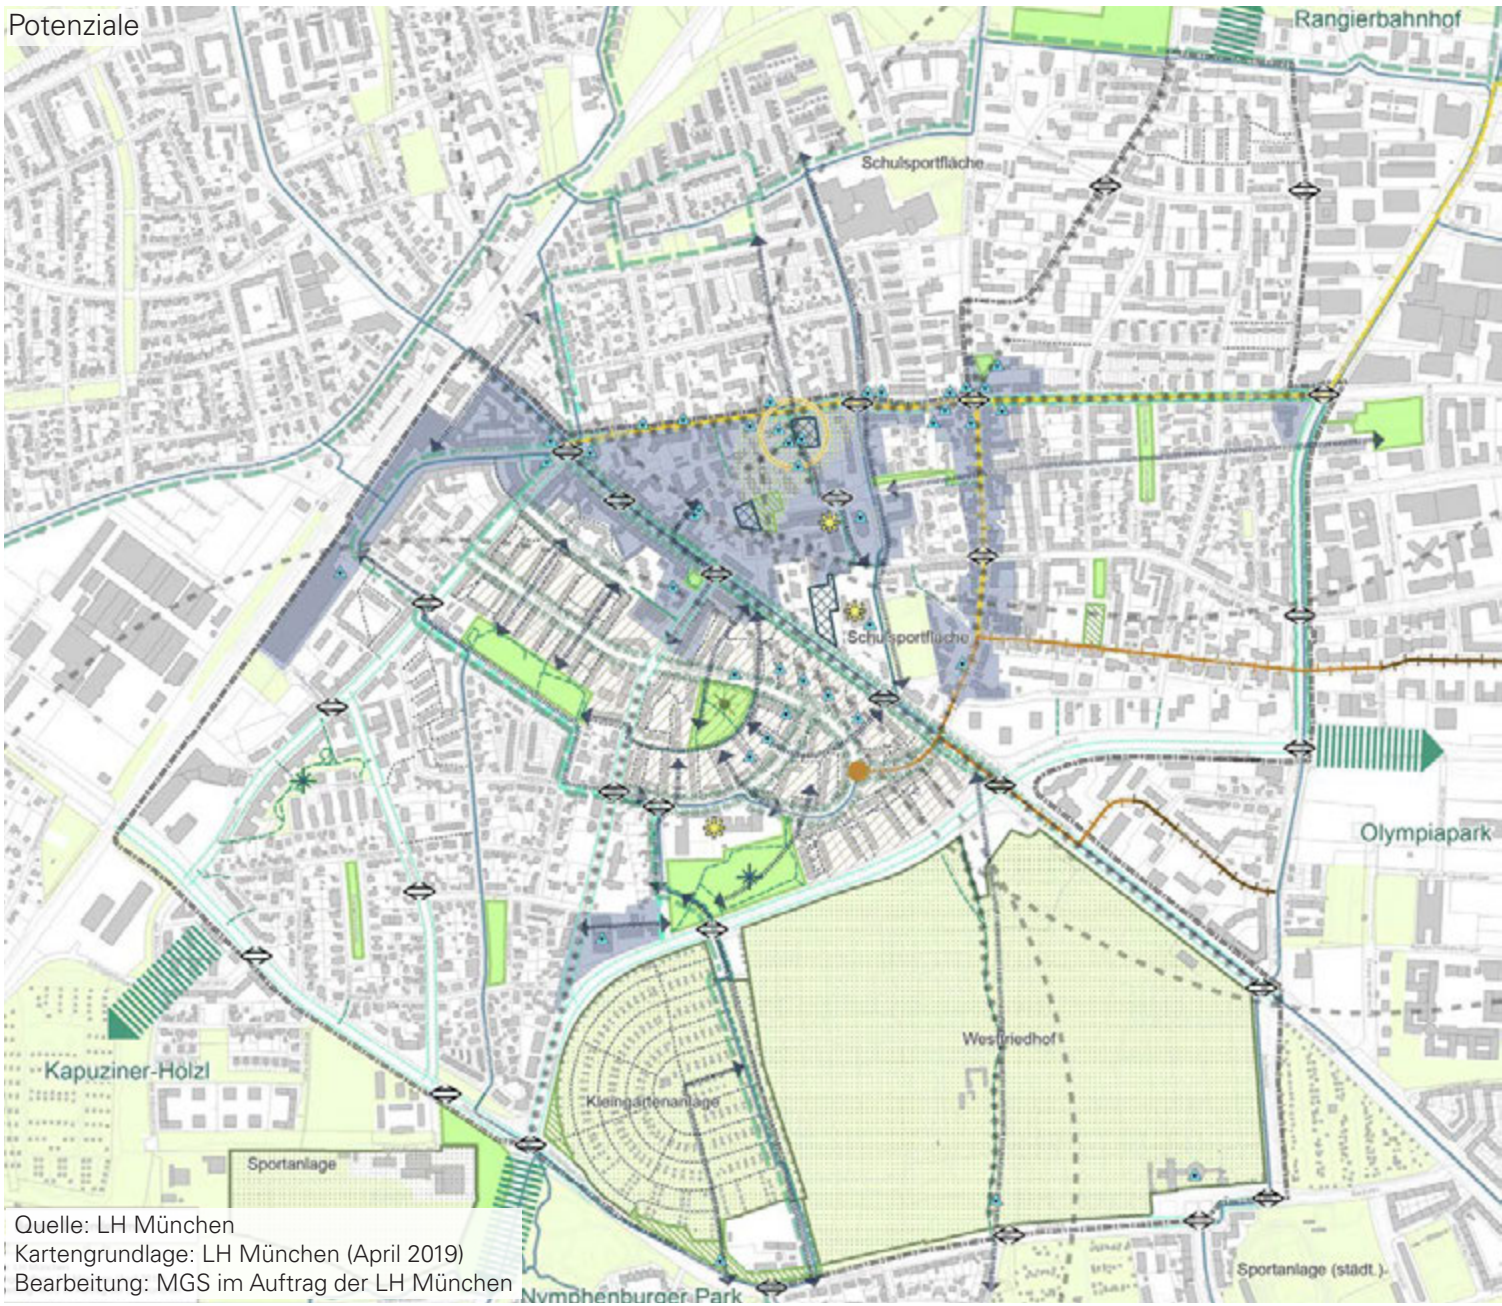 Potenziale
Rangierbahnhof
Schulsportfläche
Schulsportfläche
Olympiapark
Westfriedhof
Kapuziner-Hölzl
Kleingartenanlage
Sportanlage
Quelle: LH München
Kartengrundlage: LH München (April 2019)
Bearbeitung: MGS im Auftrag der LH München
Sportanlage (städt.)
Nymphenburger Park